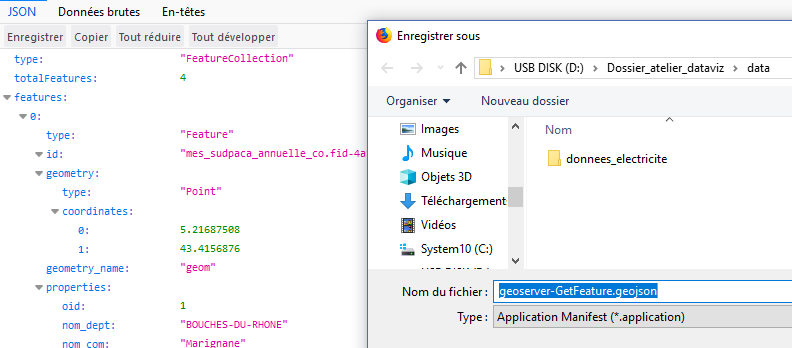 JSON Données brutes En-têtes
Enregistrer Copier Tout réduire Tout développer
type: "FeatureCollection"
totalFeatures: 4
features:
0:
type: "Feature"
id: "mes_sudpaca_annuelle_co.fid-4a
geometry:
type: "Point"
coordinates:
0: 5.21687508
1: 43.4156876
geometry_name: "geom"
properties:
oid: 1
nom_dept: "BOUCHES-DU-RHONE"
nom_com: "Marignane"
Enregistrer sous
USB DISK (D:) > Dossier_atelier_dataviz > data
Organiser Nouveau dossier
Images
Musique
Objets 3D
Téléchargement
Vidéos
System10 (C:)
Nom
donnees_electricite
Nom du fichier : geoserver-GetFeature.geojson
Type : Application Manifest (*.application)